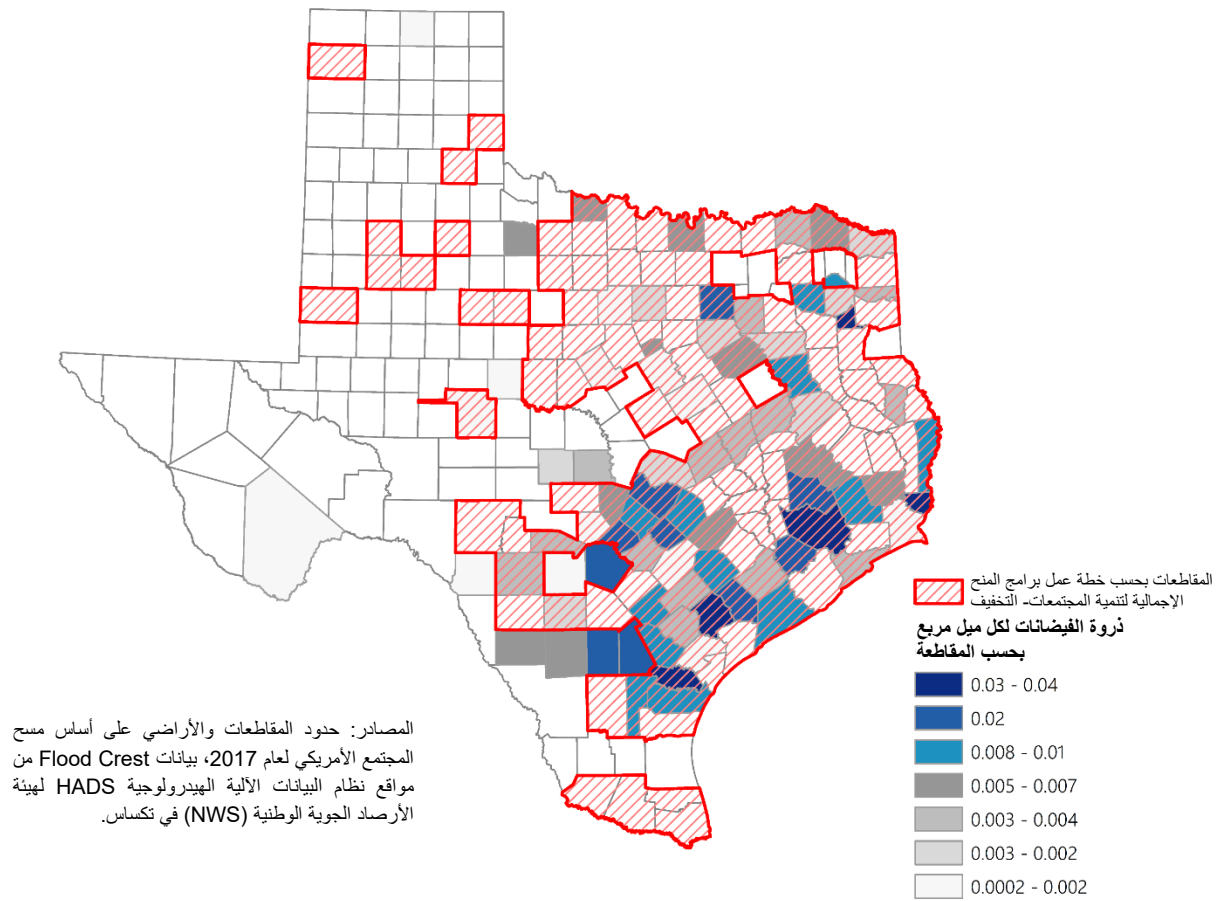 المقاطعات بحسب خطة عمل برامج المنح
الإجمالية لتنمية المجتمعات- التخفيف
ذروة الفيضانات لكل ميل مربع
بحسب المقاطعة
0.03 - 0.04
0.02
0.008 - 0.01
0.005 - 0.007
0.003 - 0.004
0.003 - 0.002
0.0002 - 0.002
المصادر: حدود المقاطعات والأراضي على أساس مسح
المجتمع الأمريكي لعام 2017، بيانات Flood Crest من
مواقع نظام البيانات الآلية الهيدرولوجية HADS لهيئة
الأرصاد الجوية الوطنية (NWS) في تكساس.